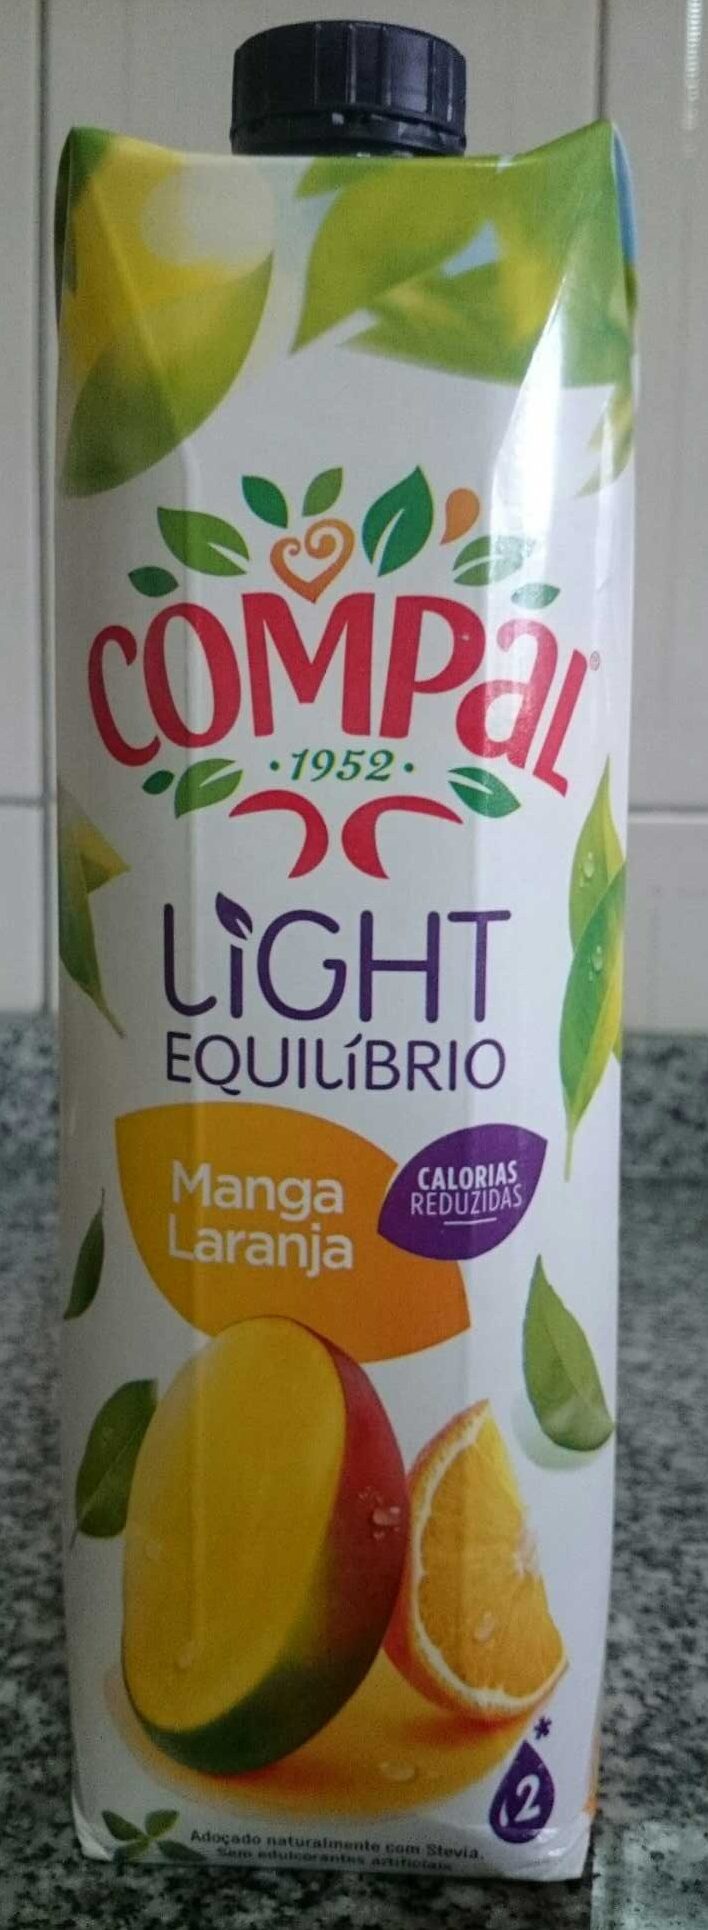 COMPAL®
·1952·
LiGHT
EQUILíBRIO
Manga
Laranja
CALORIAS
REDUZIDAS
*
2
Adoçado naturalmente com Stevia.
Sem edulcorantes artificiais